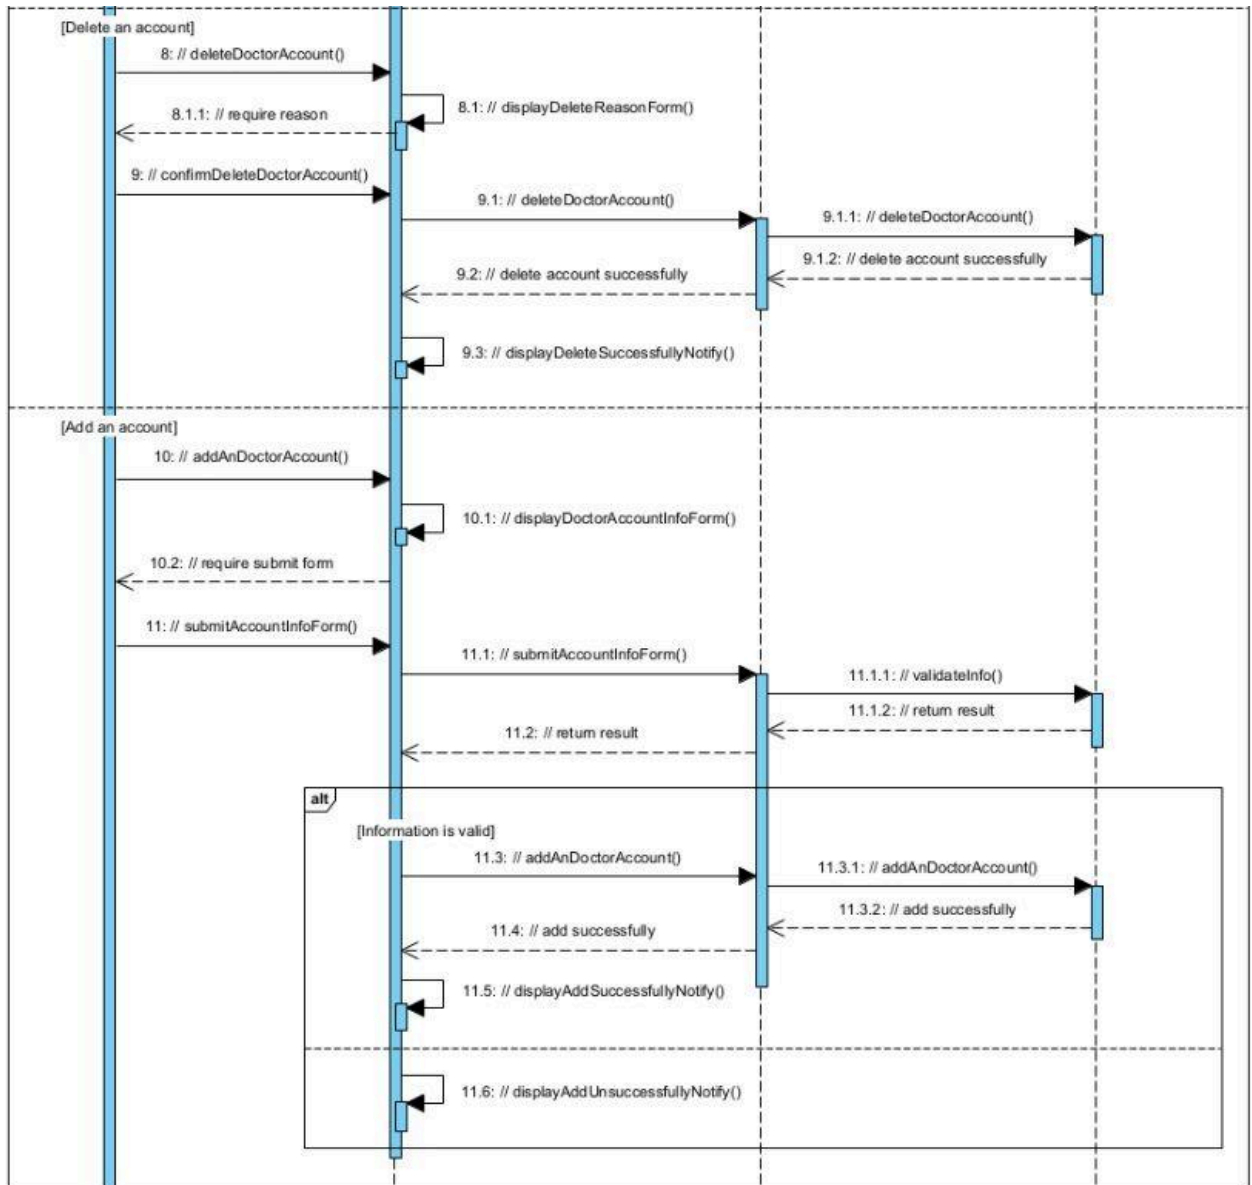 [Delete an account]
8: // deleteDoctorAccount()
8.1: // displayDeleteReasonForm()
8.1.1: // require reason
9: // confirmDeleteDoctorAccount()
9.1: // deleteDoctorAccount()
9.1.1: // deleteDoctorAccount()
9.1.2: // delete account successfully
9.2: // delete account successfully
9.3: // displayDeleteSuccessfullyNotify()
[Add an account]
10: // addAnDoctorAccount()
10.1: // displayDoctorAccountInfoForm()
10.2: // require submit form
11: // submitAccountInfoForm()
11.1: // submitAccountInfoForm()
11.1.1: // validateInfo()
11.1.2: // return result
11.2: // return result
alt
[Information is valid]
11.3: // addAnDoctorAccount()
11.3.1: // addAnDoctorAccount()
11.3.2: // add successfully
11.4: // add successfully
11.5: // displayAddSuccessfullyNotify()
11.6: // displayAddUnsuccessfullyNotify()